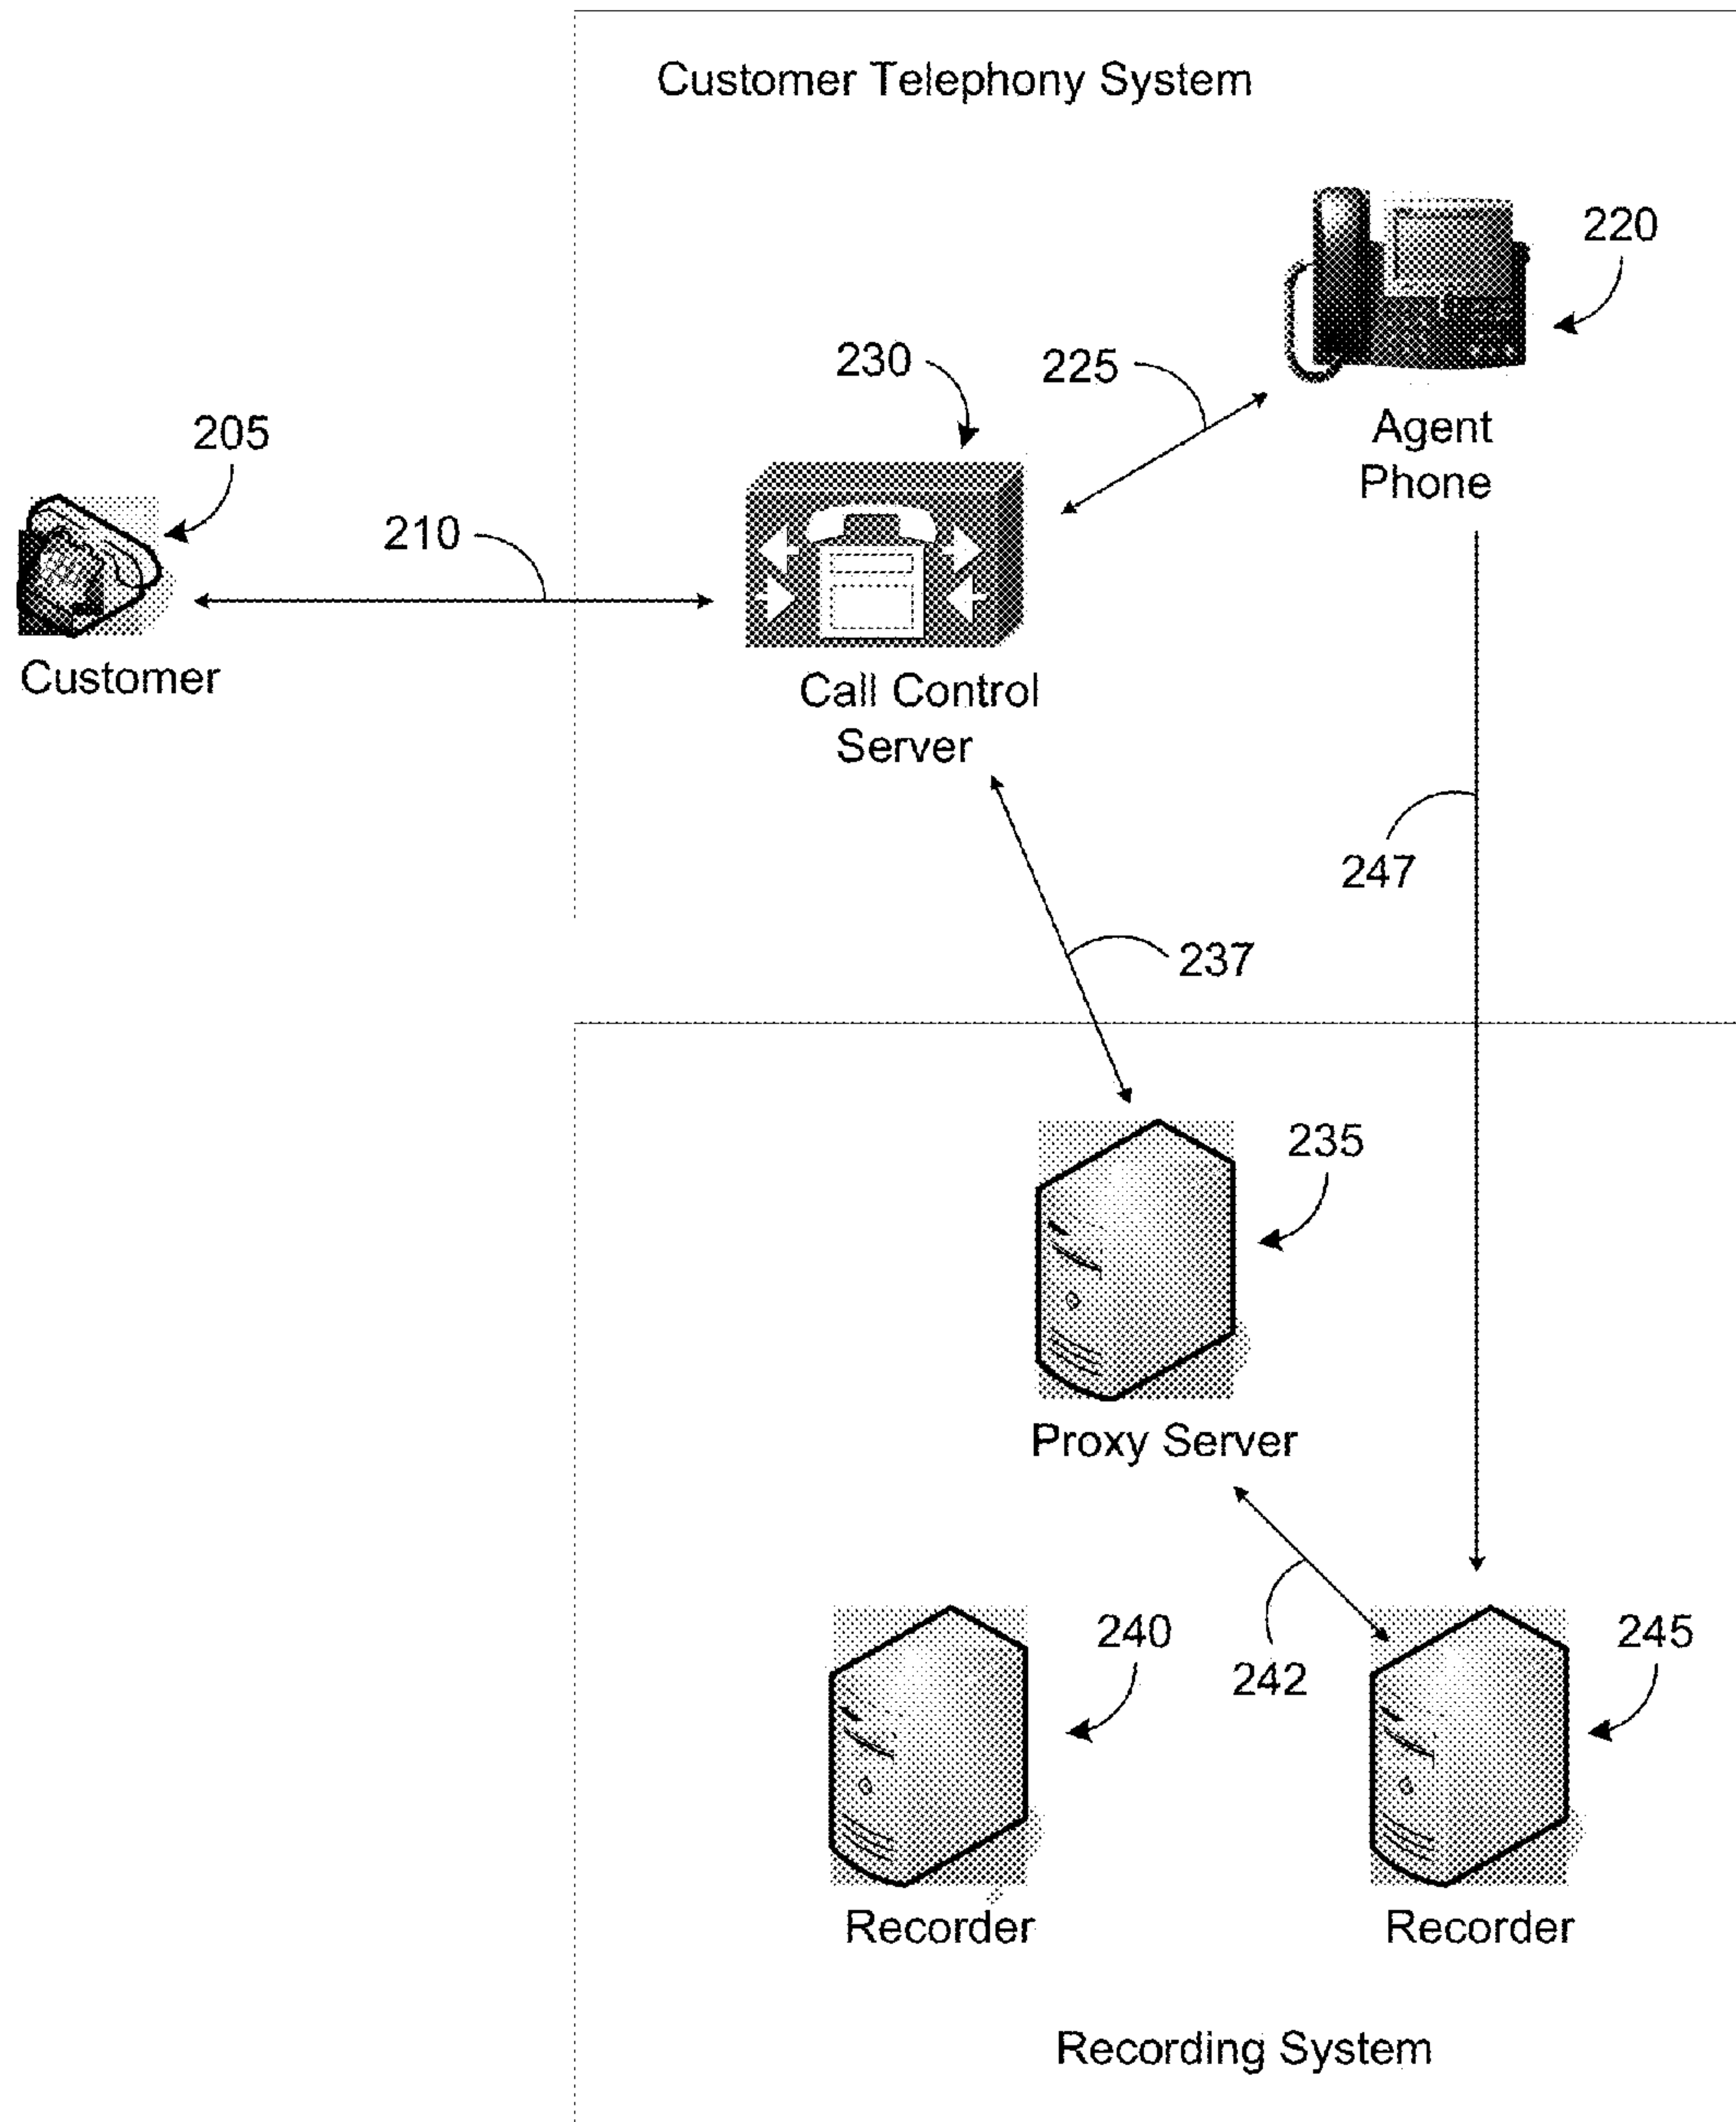 Customer Telephony System
220
230
225
205
Agent
Phone
210
Customer
Call Control
Server
247
237
235
Proxy Server
240
242
245
Recorder
Recorder
Recording System